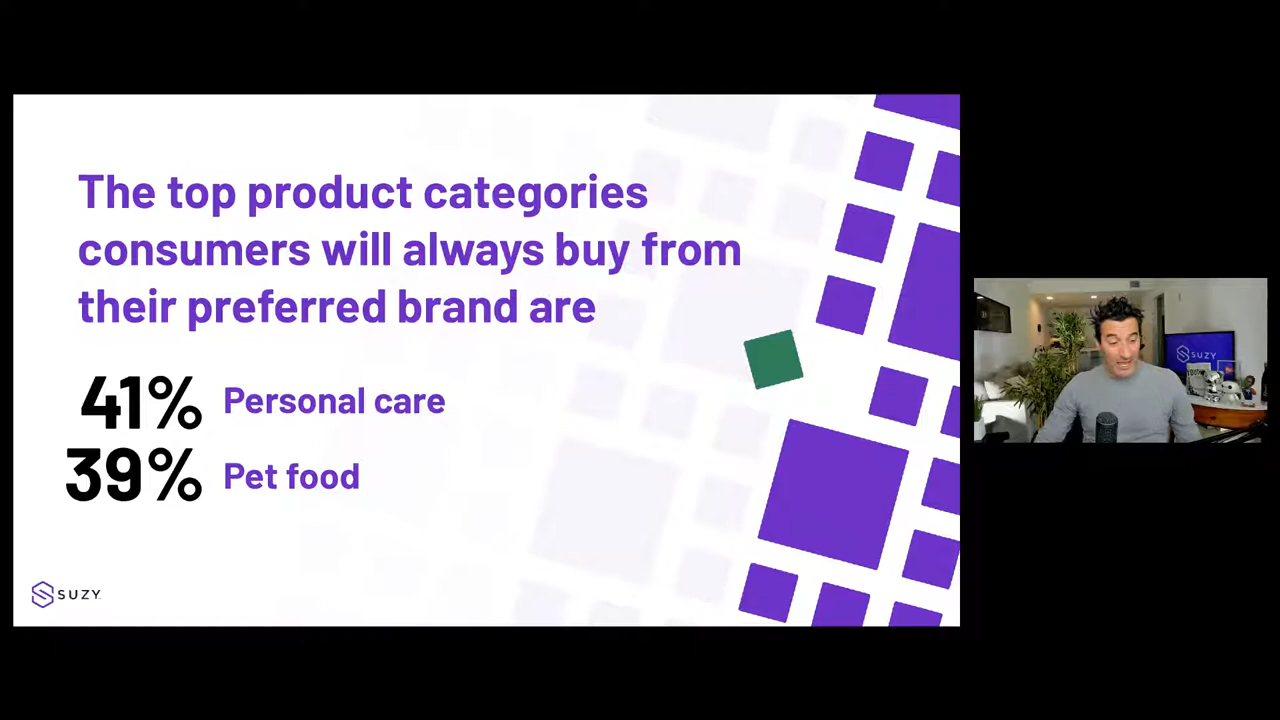 The top product categories
consumers will always buy from
their preferred brand are
41% Personal care
39% Pet food
SUZY
SUZY